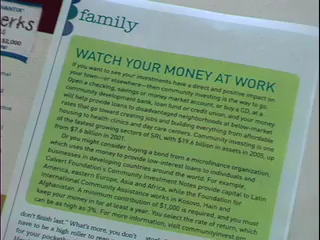 family
WATCH YOUR MONEY AT WORK
If you want to see your investments have a direct and positive impact on
your town—or elsewhere—then community investing is the way to go.
Open a checking, savings or money market account, or buy a CD, at a
community development bank, loan fund or credit union, and your money
will help provide loans to disadvantaged neighborhoods at below-market
rates that go toward creating jobs and building everything from affordable
housing to health clinics and day care centers. Community investing is one
of the fastest growing sectors of SRI, with $19.6 billion in assets in 2005, up
from $7.6 billion in 2001.
Or you might consider buying a bond from a microfinance organization,
which uses the money to provide low-interest loans to individuals and
businesses in developing countries around the world. For example,
Calvert Foundation's Community Investment Notes provide capital to Latin
America, eastern Europe, Asia and Africa, while the Foundation for
International Community Assistance works in Kosovo, Haiti and
Afghanistan. A minimum contribution of $1,000 is required, and you must
keep your money in for at least a year. You select the rate of return, which
can be as high as 3%. For more information, visit communityinvest.org
don't finish last." What's more, you don't
have to be a high roller to
for your pocket